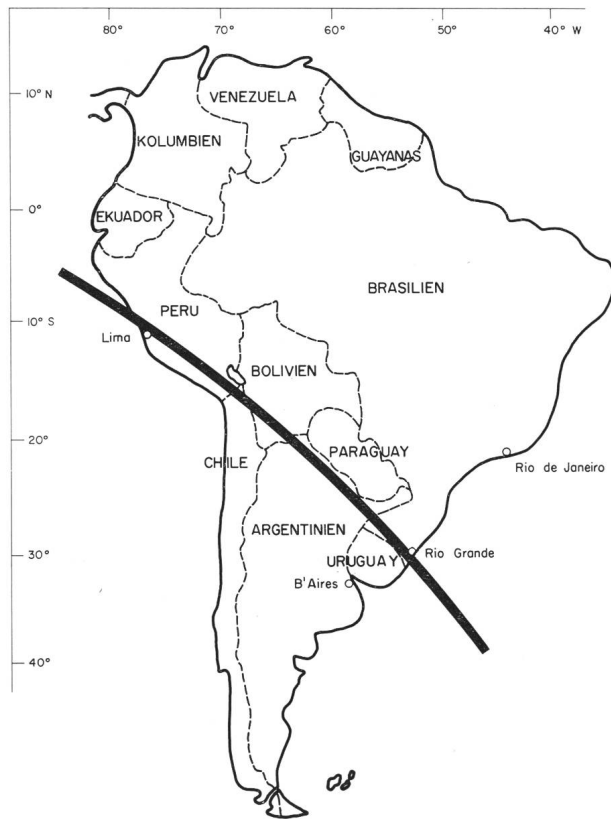 80° 70° 60° 50° 40° W
10° N
VENEZUELA
KOLUMBIEN
GUAYANAS
0°
EKUADOR
BRASILIEN
PERU
10° S
Lima
BOLIVIEN
20°
CHILE
PARAGUAY
Rio de Janeiro
ARGENTINIEN
30°
URUGUAY
Rio Grande
B'Aires
40°